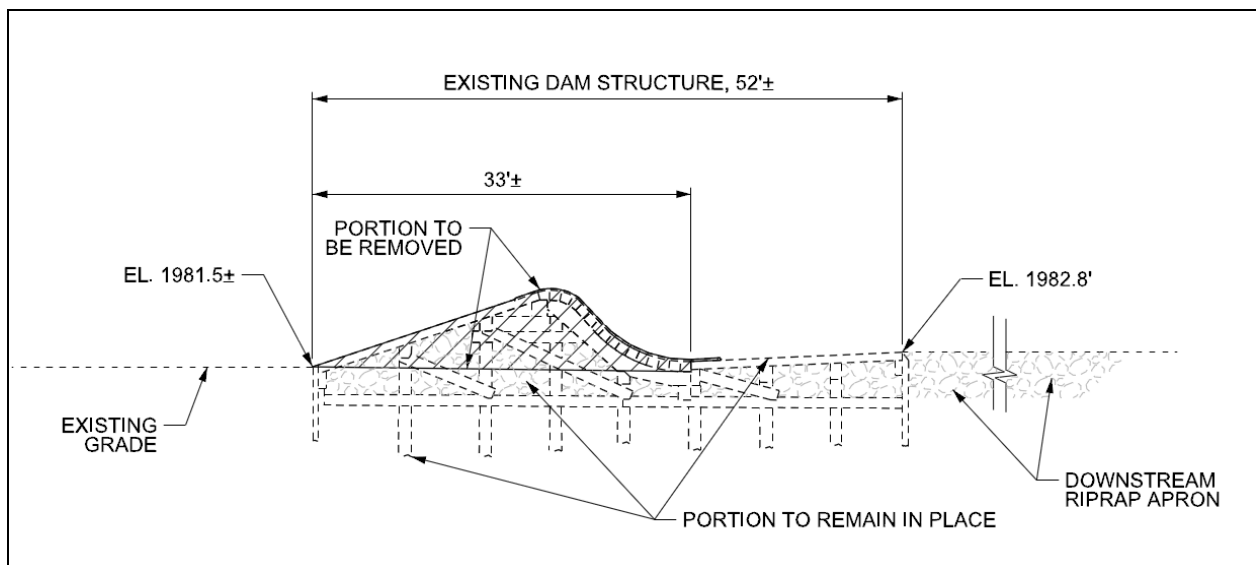 EXISTING DAM STRUCTURE, 52'±
33'±
PORTION TO
BE REMOVED
EL. 1981.5±
EL. 1982.8'
EXISTING
GRADE
DOWNSTREAM
RIPRAP APRON
PORTION TO REMAIN IN PLACE